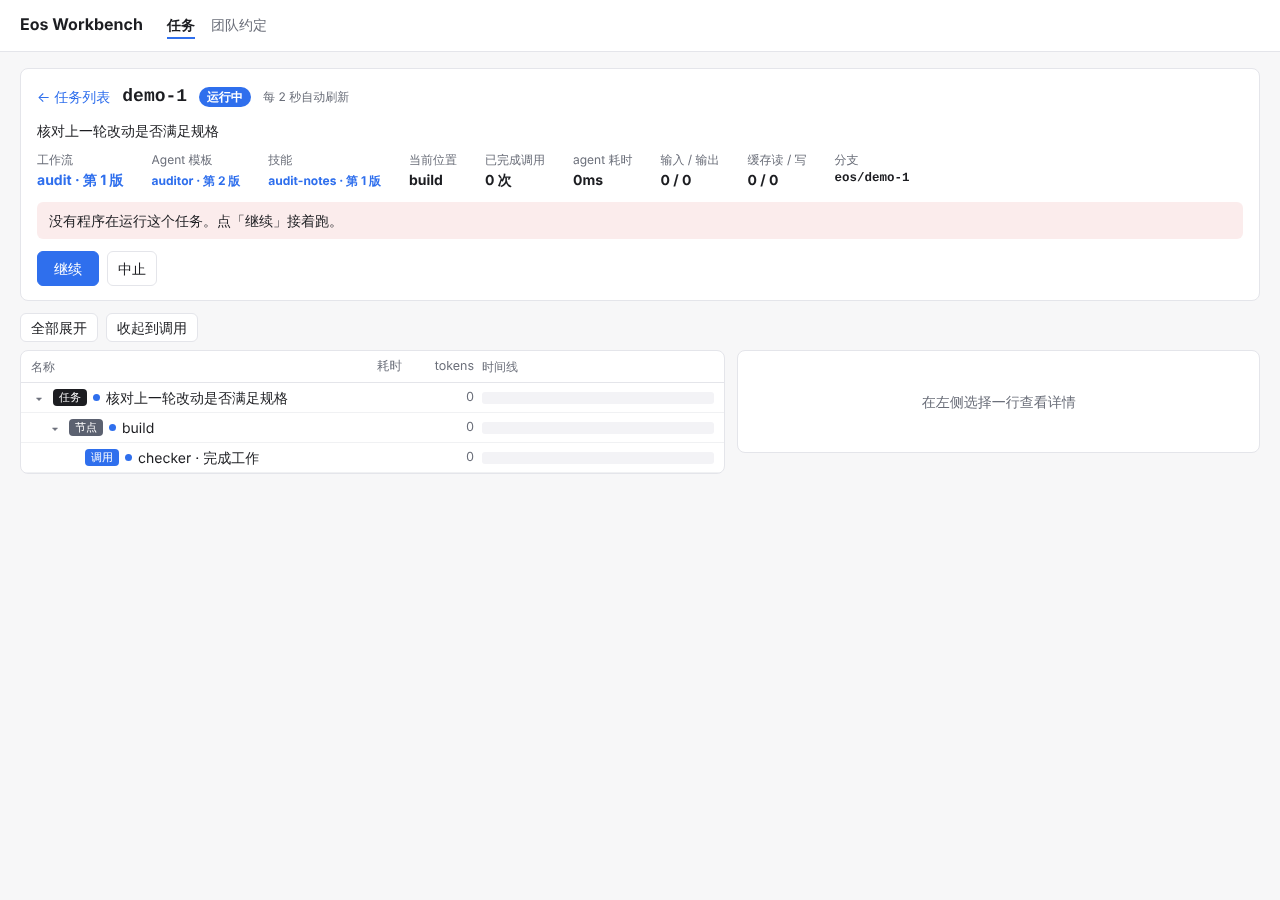 Eos Workbench 任务 团队约定
← 任务列表 demo-1 运行中 每 2 秒自动刷新
核对上一轮改动是否满足规格
工作流 Agent 模板 技能 当前位置 已完成调用 agent 耗时 输入 / 输出 缓存读 / 写 分支
audit · 第 1 版 auditor · 第 2 版 audit-notes · 第 1 版 build 0 次 0ms 0 / 0 0 / 0 eos/demo-1
没有程序在运行这个任务。点「继续」接着跑。
继续 中止
全部展开 收起到调用
名称 耗时 tokens 时间线
任务 核对上一轮改动是否满足规格 0
节点 build 0
调用 checker · 完成工作 0
在左侧选择一行查看详情